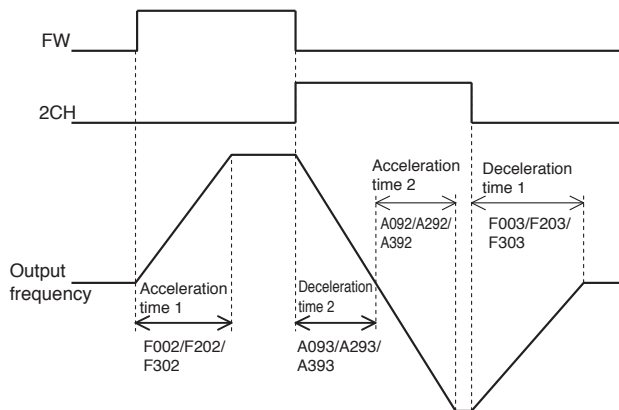 FW
2CH
Acceleration
time 2
Deceleration
time 1
A092/A292/
A392
F003/F203/
F303
Output
frequency
Acceleration
time 1
Deceleration
time 2
F002/F202/
F302
A093/A293/
A393